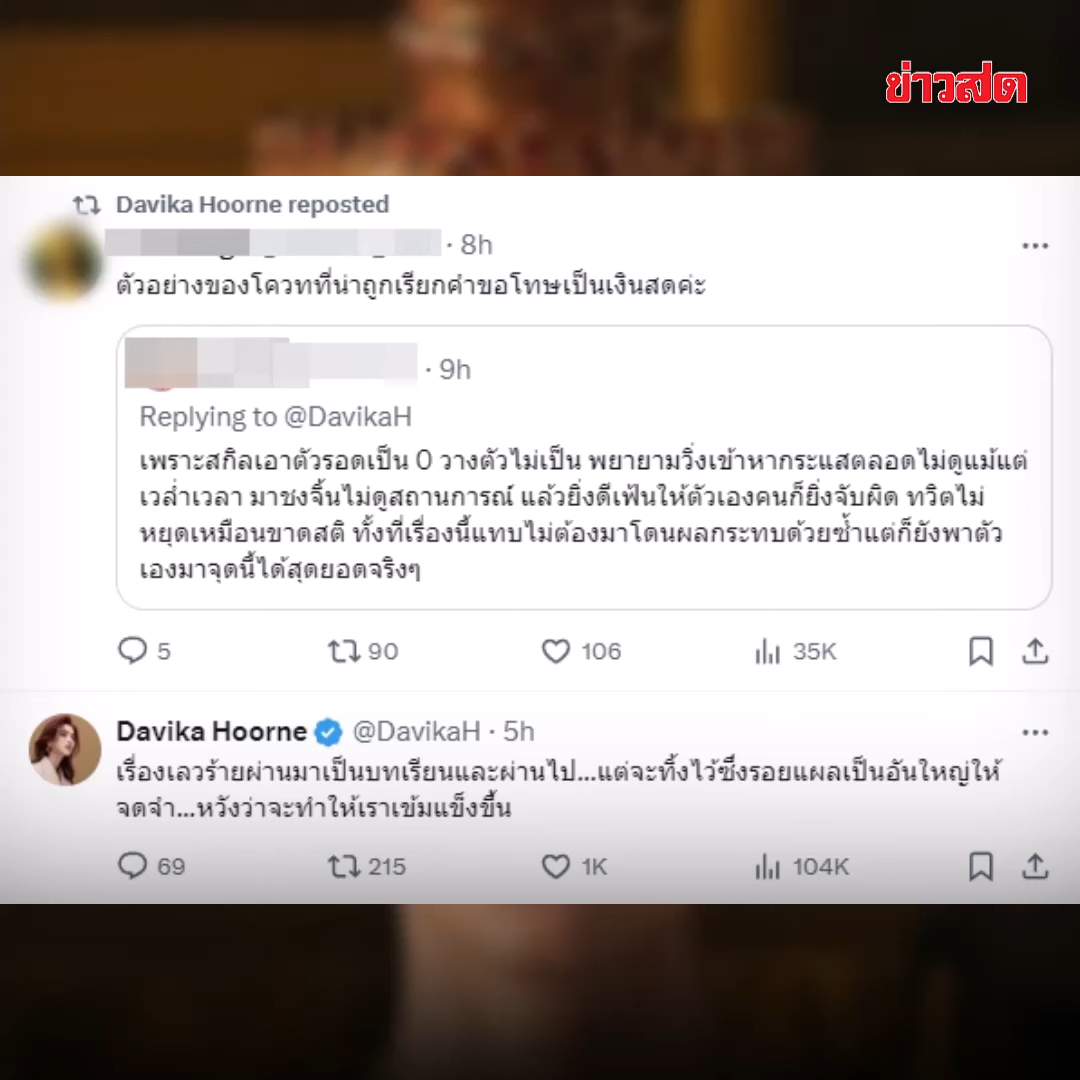 ข่าวสด
Davika Hoorne reposted
· 8h
ตัวอย่างของโควทที่น่าถูกเรียกคำขอโทษเป็นเงินสดค่ะ
· 9h
Replying to @DavikaH
เพราะสกิลเอาตัวรอดเป็น 0 วางตัวไม่เป็น พยายามวิ่งเข้าหากระแสตลอดไม่ดูแม้แต่
เวล่ำเวลา มาชงจิ้นไม่ดูสถานการณ์ แล้วยิ่งดีเฟ้นให้ตัวเองคนก็ยิ่งจับผิด ทวิตไม่
หยุดเหมือนขาดสติ ทั้งที่เรื่องนี้แทบไม่ต้องมาโดนผลกระทบด้วยซ้ำแต่ก็ยังพาตัว
เองมาจุดนี้ได้สุดยอดจริงๆ
5 90 106 35K
Davika Hoorne @DavikaH · 5h
เรื่องเลวร้ายผ่านมาเป็นบทเรียนและผ่านไป...แต่จะทิ้งไว้ซึ่งรอยแผลเป็นอันใหญ่ให้
จดจำ...หวังว่าจะทำให้เราเข้มแข็งขึ้น
69 215 1K 104K